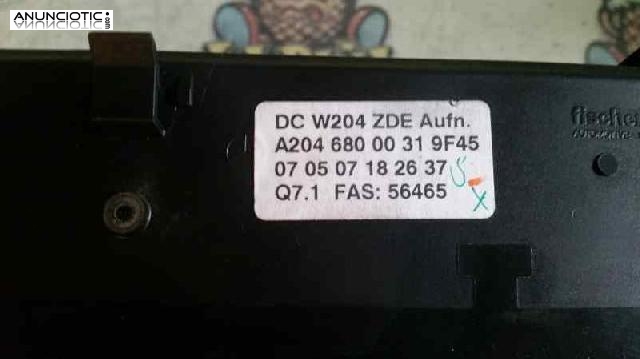 ANUNCIOTIC.es
DC W204 ZDE Aufn.
A204 680 00 31 9F45
07 05 07 18 26 37
Q7.1 FAS: 56465
fischer